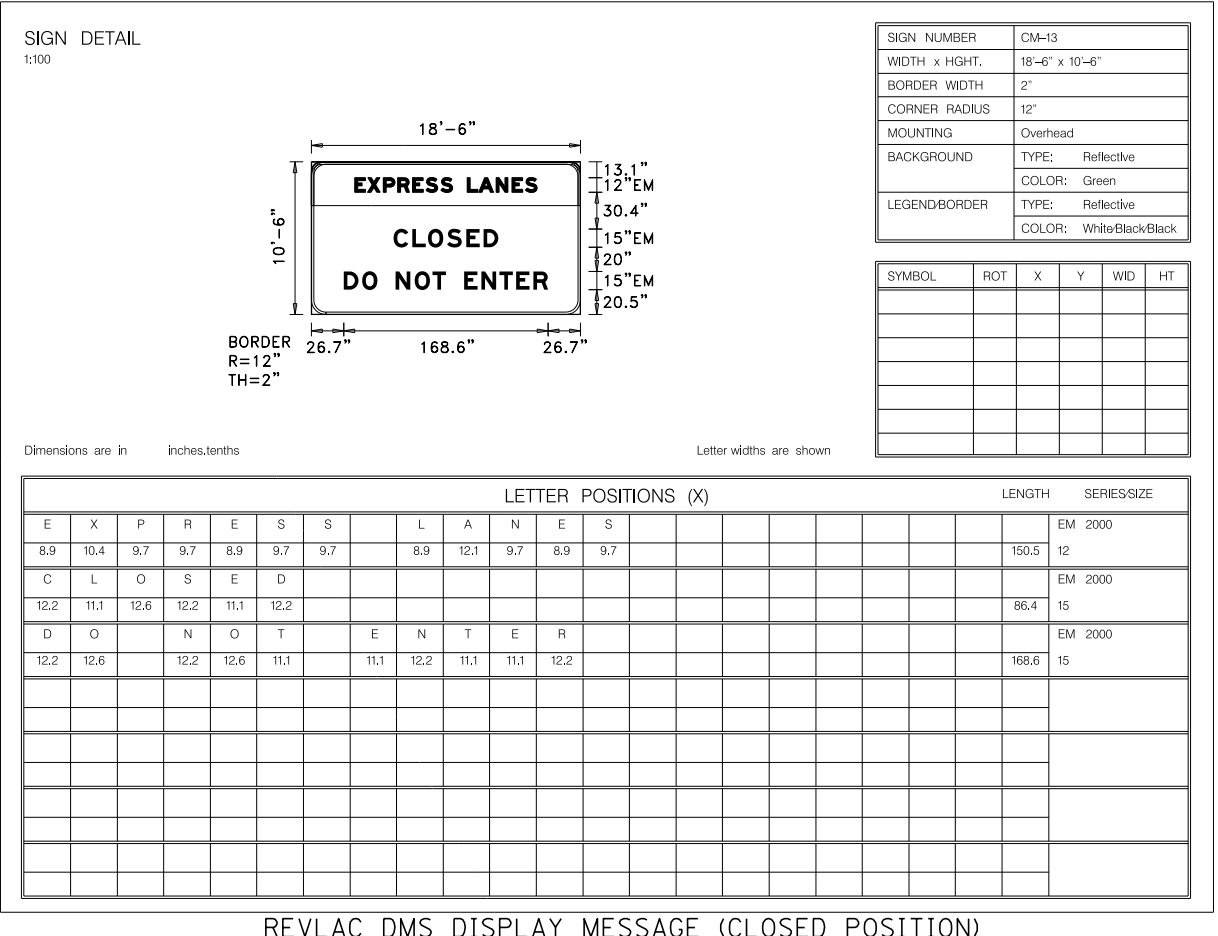 SIGN DETAIL
1:100
SIGN NUMBER CM-13
WIDTH x HGHT. 18'-6" x 10'-6"
BORDER WIDTH 2"
CORNER RADIUS 12"
MOUNTING Overhead
BACKGROUND TYPE: Reflective
COLOR: Green
LEGEND/BORDER TYPE: Reflective
COLOR: White/Black/Black
SYMBOL ROT X Y WID HT
18'-6"
10'-6"
EXPRESS LANES
CLOSED
DO NOT ENTER
13.1"
12"EM
30.4"
15"EM
20"
15"EM
20.5"
26.7" 168.6" 26.7"
BORDER
R=12"
TH=2"
Dimensions are in inches.tenths
Letter widths are shown
LETTER POSITIONS (X) LENGTH SERIES/SIZE
E X P R E S S L A N E S EM 2000
8.9 10.4 9.7 9.7 8.9 9.7 9.7 8.9 12.1 9.7 8.9 9.7 150.5 12
C L O S E D EM 2000
12.2 11.1 12.6 12.2 11.1 12.2 86.4 15
D O N O T E N T E R EM 2000
12.2 12.6 12.2 12.6 11.1 11.1 12.2 11.1 11.1 12.2 168.6 15
REVLAC DMS DISPLAY MESSAGE (CLOSED POSITION)